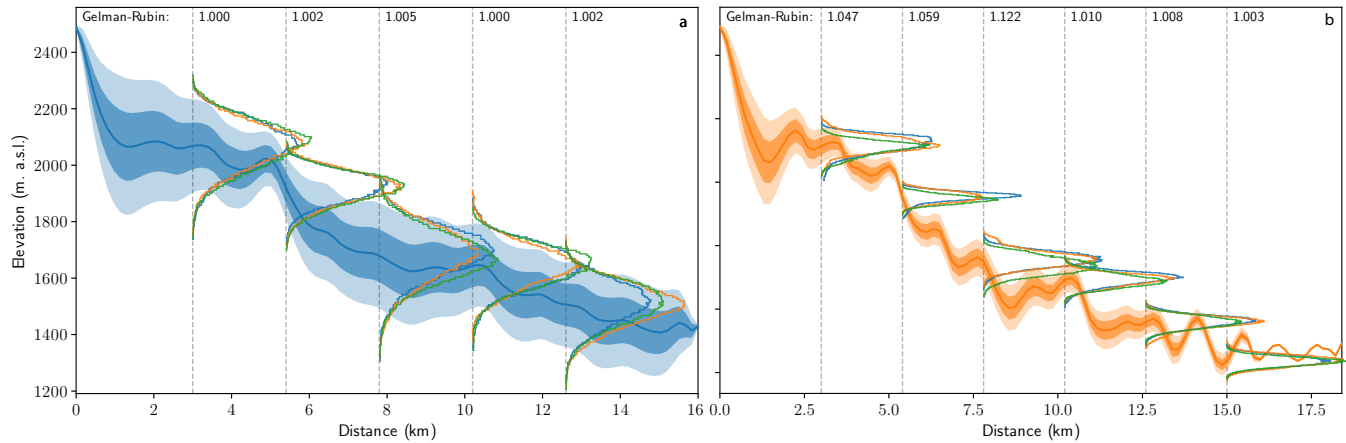 Gelman-Rubin: 1.000 1.002 1.005 1.000 1.002 a
Gelman-Rubin: 1.047 1.059 1.122 1.010 1.008 1.003 b
Elevation (m. a.s.l.)
2400
2200
2000
1800
1600
1400
1200
0 2 4 6 8 10 12 14 16
Distance (km)
0.0 2.5 5.0 7.5 10.0 12.5 15.0 17.5
Distance (km)